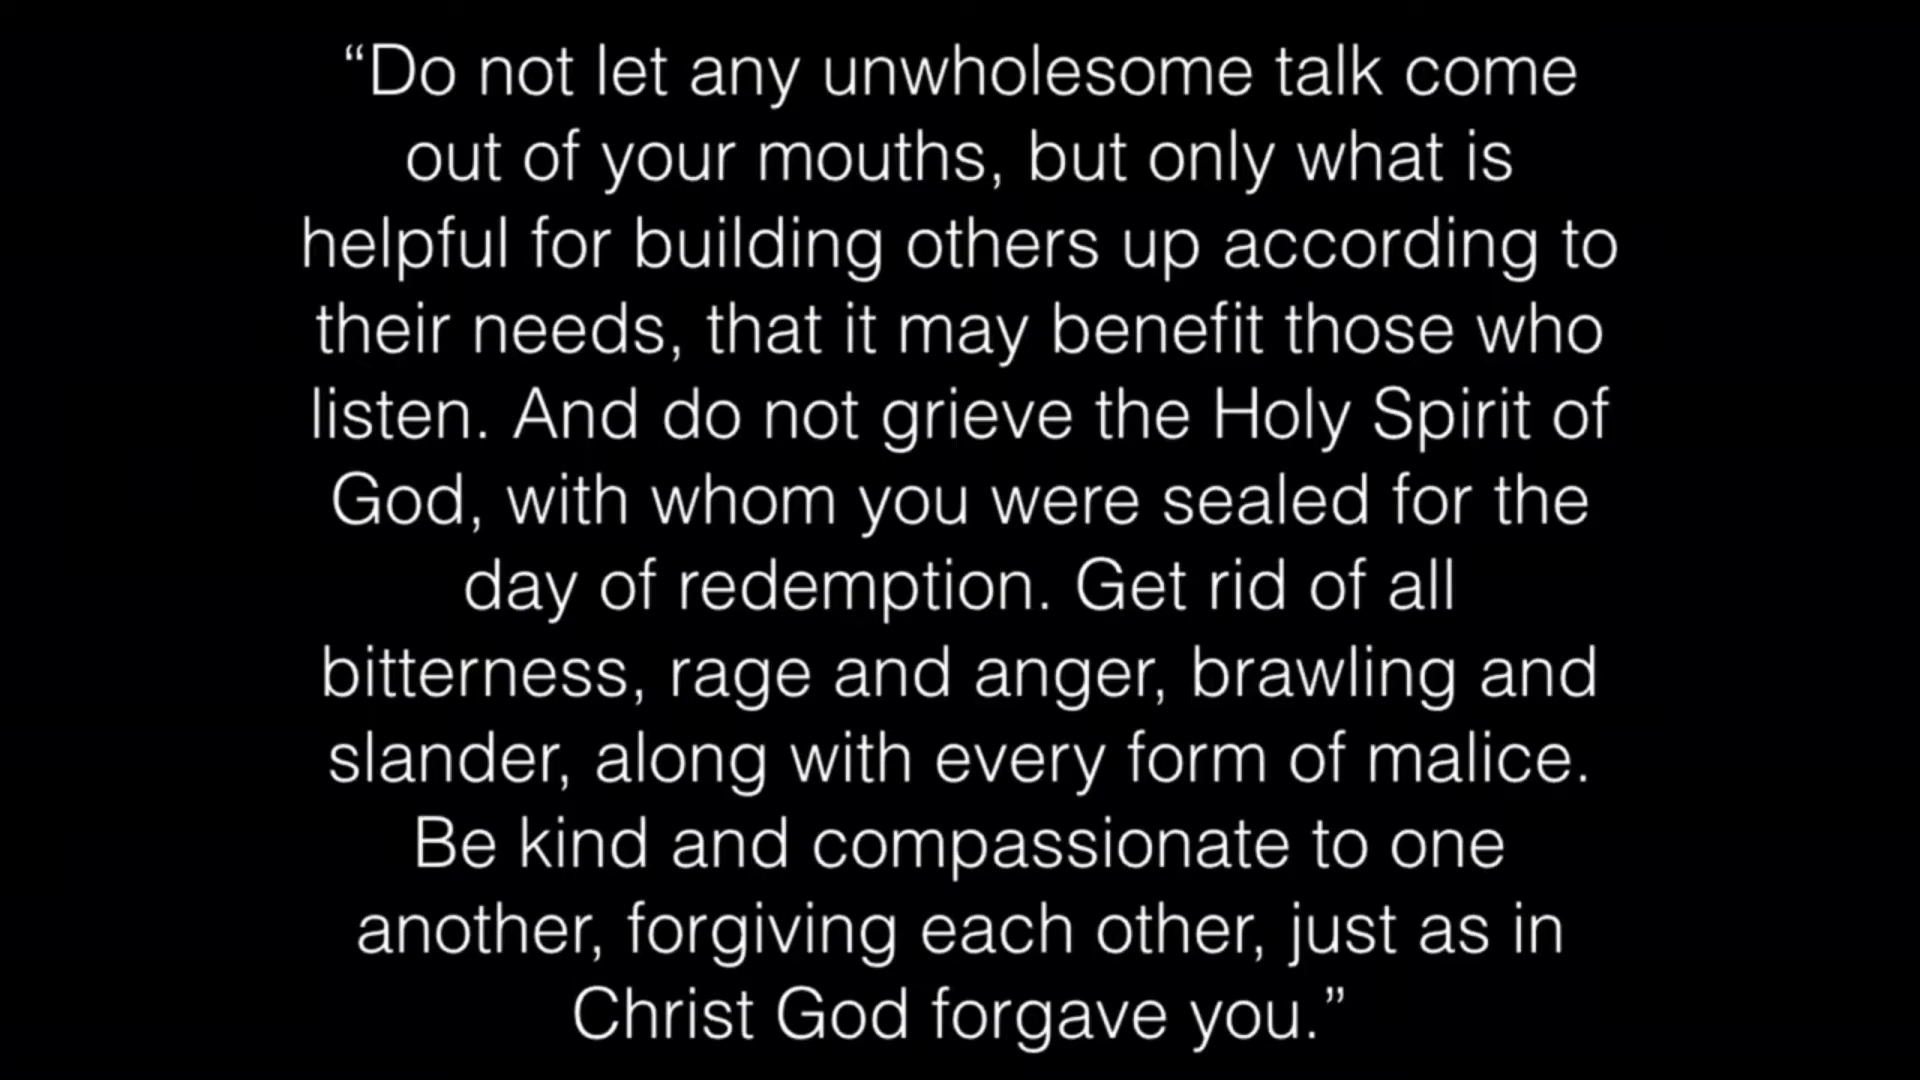 “Do not let any unwholesome talk come
out of your mouths, but only what is
helpful for building others up according to
their needs, that it may benefit those who
listen. And do not grieve the Holy Spirit of
God, with whom you were sealed for the
day of redemption. Get rid of all
bitterness, rage and anger, brawling and
slander, along with every form of malice.
Be kind and compassionate to one
another, forgiving each other, just as in
Christ God forgave you.”